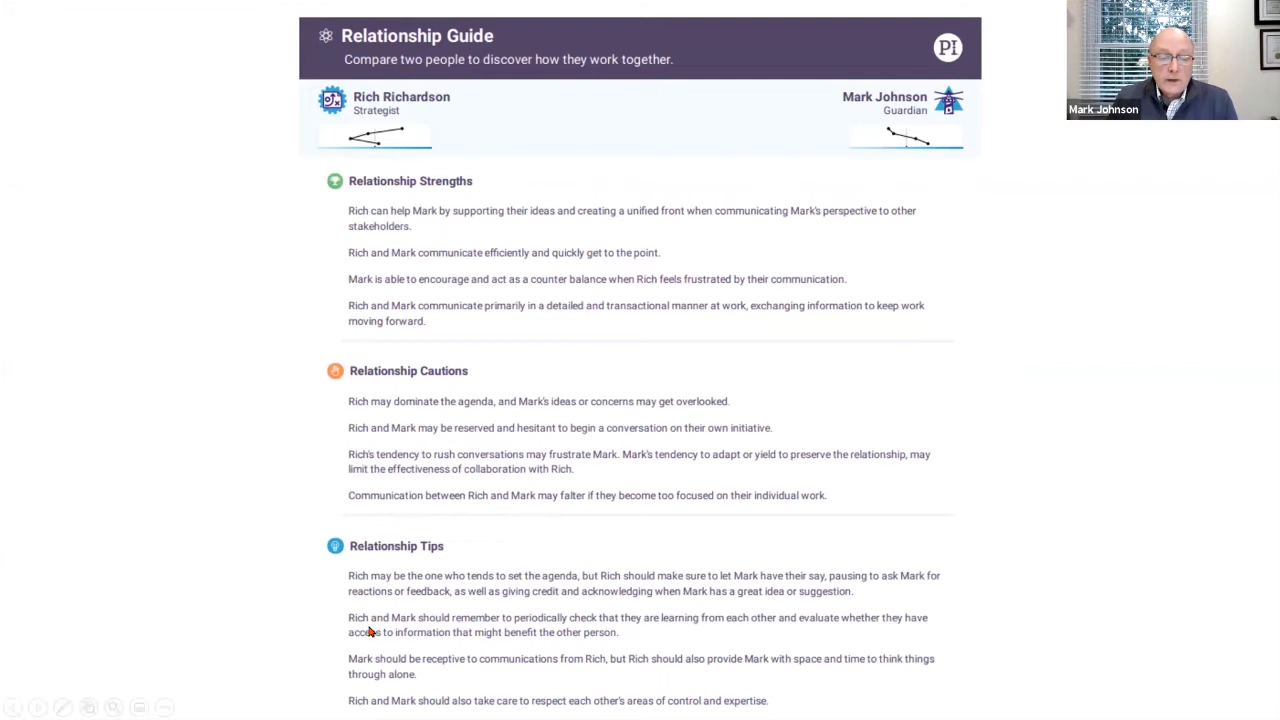 Relationship Guide
Compare two people to discover how they work together.
PI
Rich Richardson
Strategist
Mark Johnson
Guardian
Mark Johnson
Relationship Strengths
Rich can help Mark by supporting their ideas and creating a unified front when communicating Mark's perspective to other
stakeholders.
Rich and Mark communicate efficiently and quickly get to the point.
Mark is able to encourage and act as a counter balance when Rich feels frustrated by their communication.
Rich and Mark communicate primarily in a detailed and transactional manner at work, exchanging information to keep work
moving forward.
Relationship Cautions
Rich may dominate the agenda, and Mark's ideas or concerns may get overlooked.
Rich and Mark may be reserved and hesitant to begin a conversation on their own initiative.
Rich's tendency to rush conversations may frustrate Mark. Mark's tendency to adapt or yield to preserve the relationship, may
limit the effectiveness of collaboration with Rich.
Communication between Rich and Mark may falter if they become too focused on their individual work.
Relationship Tips
Rich may be the one who tends to set the agenda, but Rich should make sure to let Mark have their say, pausing to ask Mark for
reactions or feedback, as well as giving credit and acknowledging when Mark has a great idea or suggestion.
Rich and Mark should remember to periodically check that they are learning from each other and evaluate whether they have
access to information that might benefit the other person.
Mark should be receptive to communications from Rich, but Rich should also provide Mark with space and time to think things
through alone.
Rich and Mark should also take care to respect each other's areas of control and expertise.